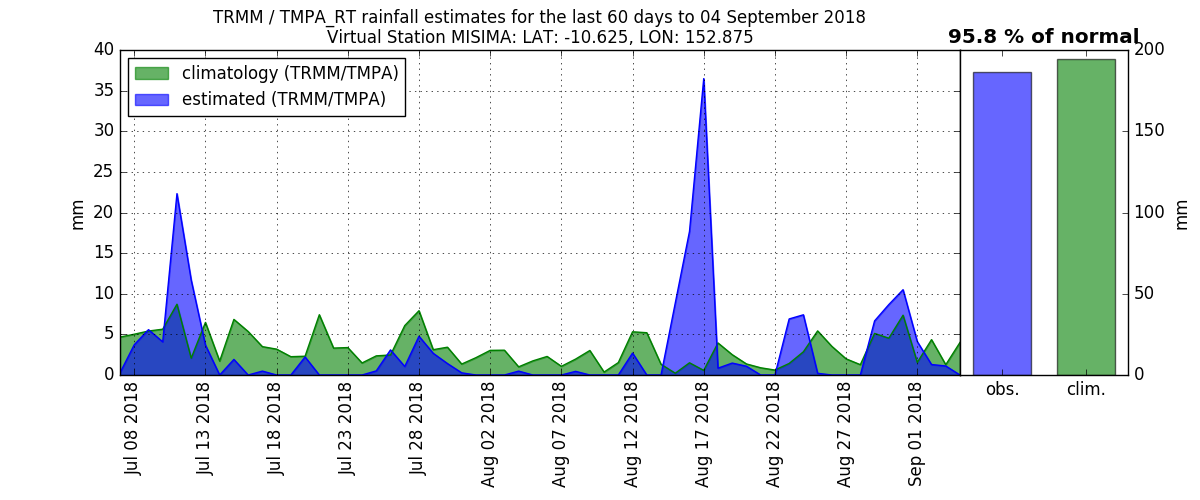 TRMM / TMPA_RT rainfall estimates for the last 60 days to 04 September 2018
Virtual Station MISIMA: LAT: -10.625, LON: 152.875
95.8 % of normal
climatology (TRMM/TMPA)
estimated (TRMM/TMPA)
40
35
30
25
20
15
10
5
0
mm
200
150
100
50
0
mm
Jul 08 2018
Jul 13 2018
Jul 18 2018
Jul 23 2018
Jul 28 2018
Aug 02 2018
Aug 07 2018
Aug 12 2018
Aug 17 2018
Aug 22 2018
Aug 27 2018
Sep 01 2018
obs.
clim.